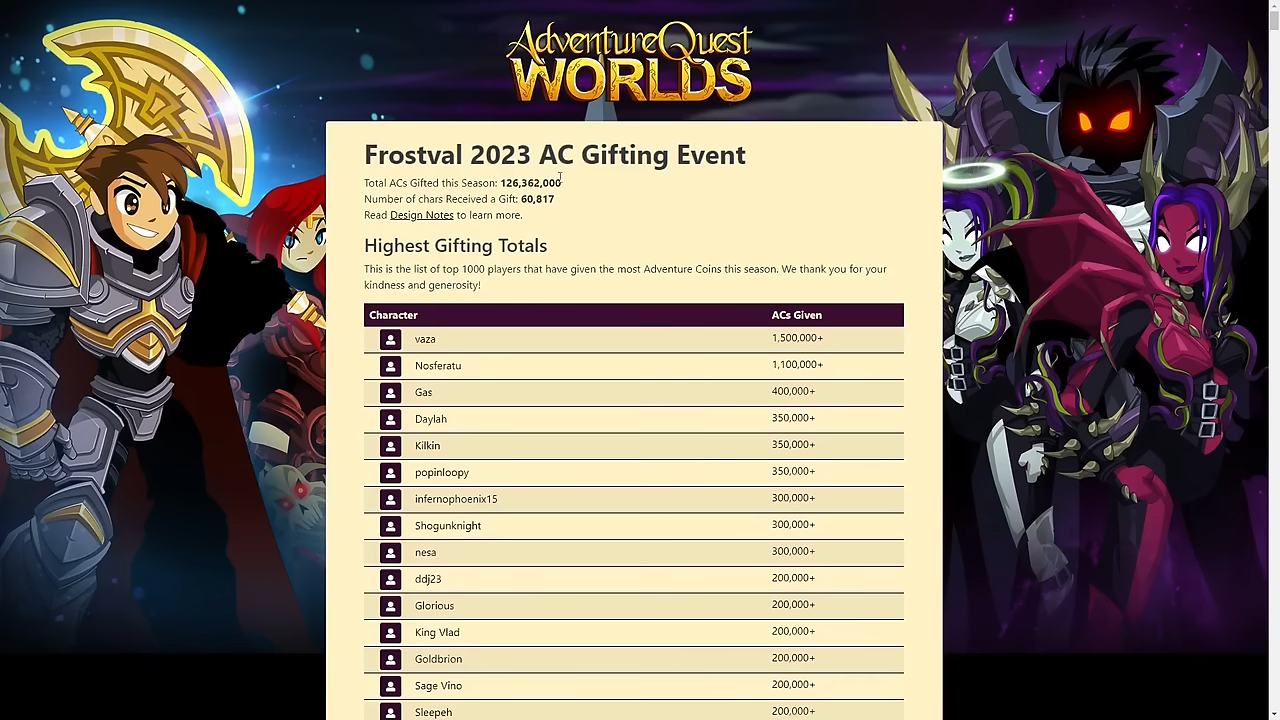 AdventureQuest
WORLDS
Frostval 2023 AC Gifting Event
Total ACs Gifted this Season: 126,362,000
Number of chars Received a Gift: 60,817
Read Design Notes to learn more.
Highest Gifting Totals
This is the list of top 1000 players that have given the most Adventure Coins this season. We thank you for your
kindness and generosity!
Character ACs Given
vaza 1,500,000+
Nosferatu 1,100,000+
Gas 400,000+
Daylah 350,000+
Kilkin 350,000+
popinloopy 350,000+
infernophoenix15 300,000+
Shogunknight 300,000+
nesa 300,000+
ddj23 200,000+
Glorious 200,000+
King Vlad 200,000+
Goldbrion 200,000+
Sage Vino 200,000+
Sleepeh 200,000+